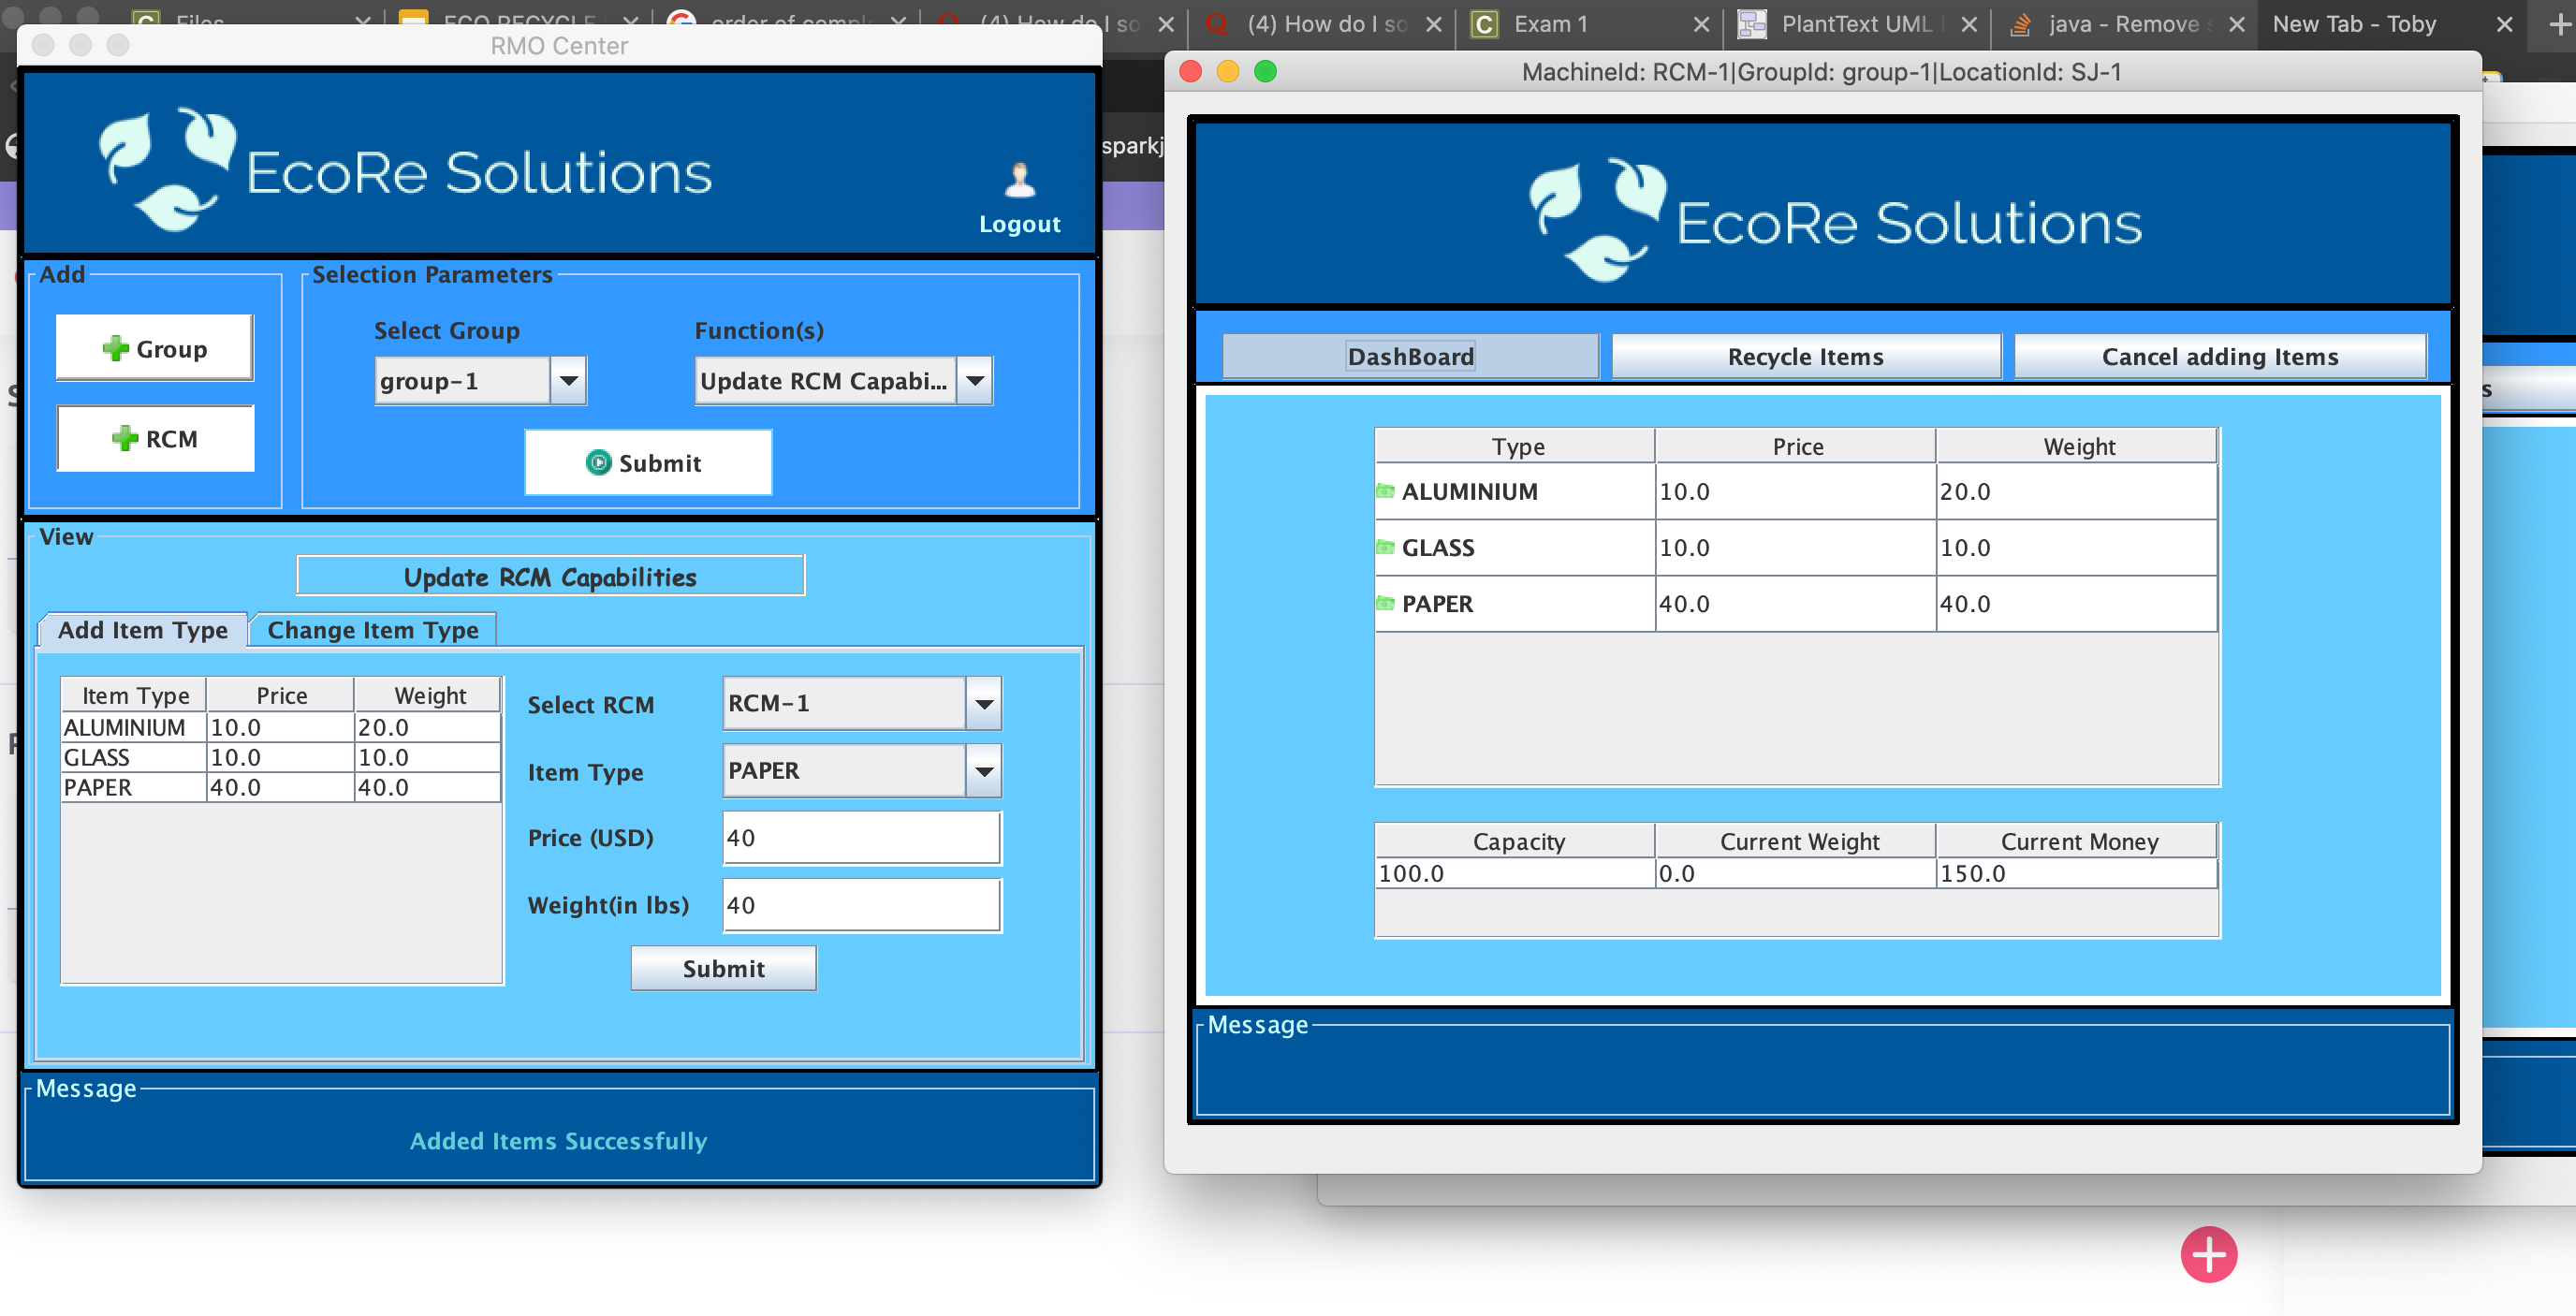 Files
ECO RECYCLE
order of comple
(4) How do I so
(4) How do I so
Exam 1
PlantText UML
java - Remove s
New Tab - Toby
RMO Center
EcoRe Solutions
Logout
Add
Group
RCM
Selection Parameters
Select Group
Function(s)
group-1
Update RCM Capabi...
Submit
View
Update RCM Capabilities
Add Item Type
Change Item Type
Item Type Price Weight
ALUMINIUM 10.0 20.0
GLASS 10.0 10.0
PAPER 40.0 40.0
Select RCM RCM-1
Item Type PAPER
Price (USD) 40
Weight(in lbs) 40
Submit
Message
Added Items Successfully
sparkj
MachineId: RCM-1|GroupId: group-1|LocationId: SJ-1
EcoRe Solutions
DashBoard
Recycle Items
Cancel adding Items
Type Price Weight
ALUMINIUM 10.0 20.0
GLASS 10.0 10.0
PAPER 40.0 40.0
Capacity Current Weight Current Money
100.0 0.0 150.0
Message
s